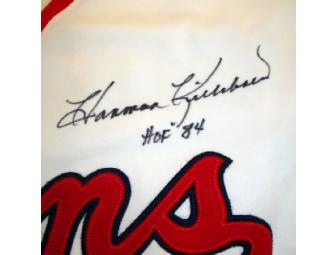 Harmon Killebrew
HOF '84
ns